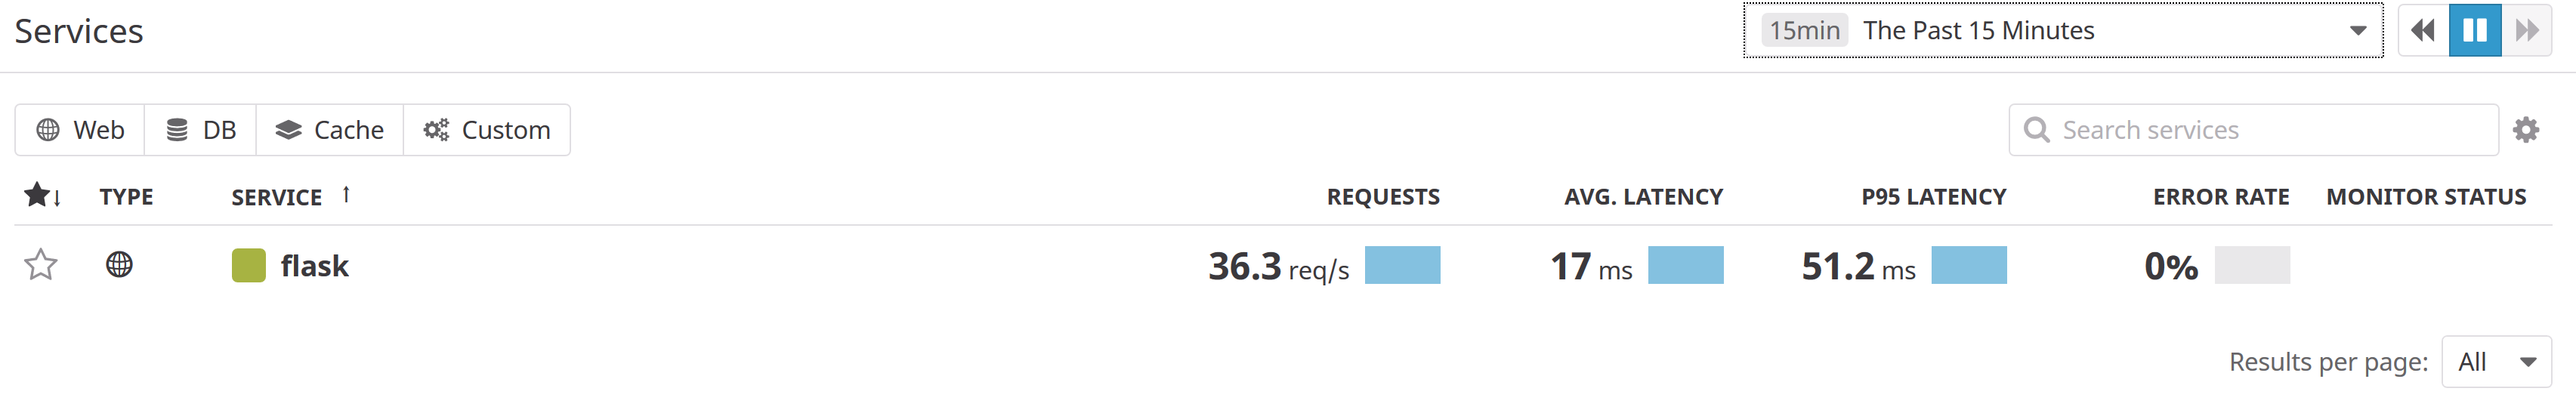 Services
15min The Past 15 Minutes
Web DB Cache Custom
Search services
TYPE SERVICE REQUESTS AVG. LATENCY P95 LATENCY ERROR RATE MONITOR STATUS
flask 36.3 req/s 17 ms 51.2 ms 0%
Results per page: All